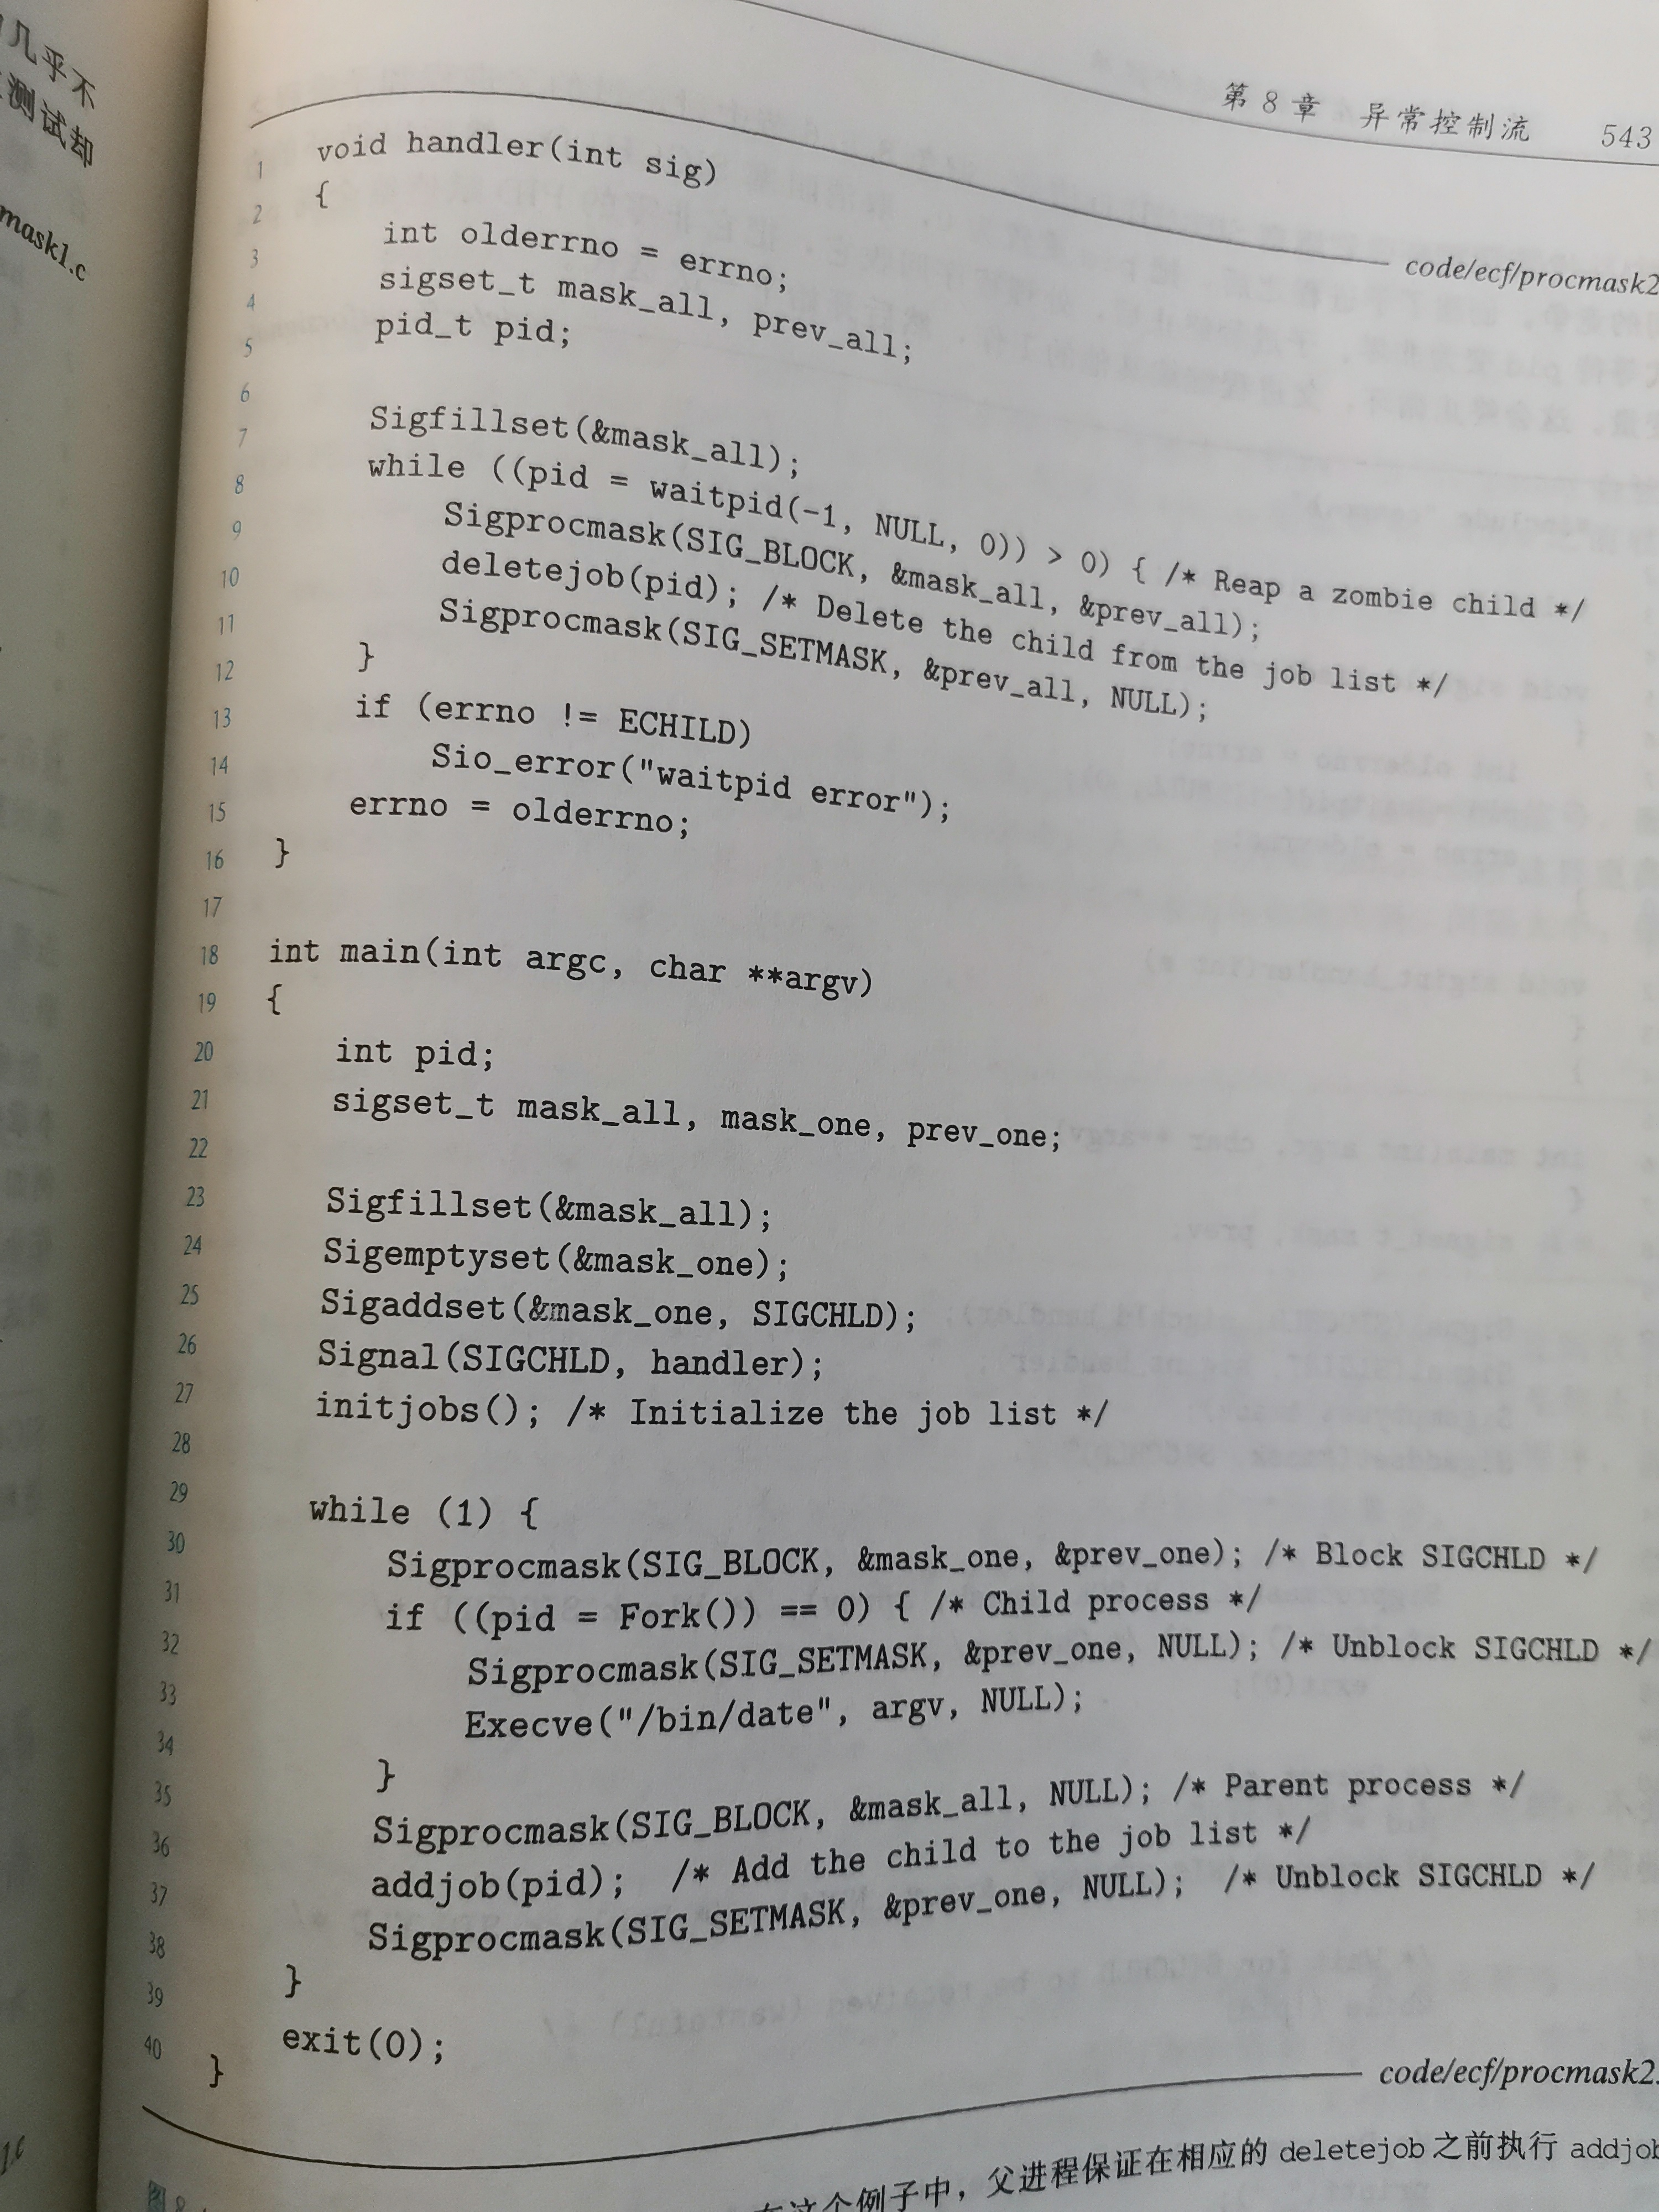 几乎不
测试却
mask1.c
第 8 章 异常控制流 543
code/ecf/procmask2
1 void handler(int sig)
2 {
3 int olderrno = errno;
4 sigset_t mask_all, prev_all;
5 pid_t pid;
6
7 Sigfillset(&mask_all);
8 while ((pid = waitpid(-1, NULL, 0)) > 0) { /* Reap a zombie child */
9 Sigprocmask(SIG_BLOCK, &mask_all, &prev_all);
10 deletejob(pid); /* Delete the child from the job list */
11 Sigprocmask(SIG_SETMASK, &prev_all, NULL);
12 }
13 if (errno != ECHILD)
14 Sio_error("waitpid error");
15 errno = olderrno;
16 }
17
18 int main(int argc, char **argv)
19 {
20 int pid;
21 sigset_t mask_all, mask_one, prev_one;
22
23 Sigfillset(&mask_all);
24 Sigemptyset(&mask_one);
25 Sigaddset(&mask_one, SIGCHLD);
26 Signal(SIGCHLD, handler);
27 initjobs(); /* Initialize the job list */
28
29 while (1) {
30 Sigprocmask(SIG_BLOCK, &mask_one, &prev_one); /* Block SIGCHLD */
31 if ((pid = Fork()) == 0) { /* Child process */
32 Sigprocmask(SIG_SETMASK, &prev_one, NULL); /* Unblock SIGCHLD */
33 Execve("/bin/date", argv, NULL);
34 }
35 Sigprocmask(SIG_BLOCK, &mask_all, NULL); /* Parent process */
36 addjob(pid); /* Add the child to the job list */
37 Sigprocmask(SIG_SETMASK, &prev_one, NULL); /* Unblock SIGCHLD */
38 }
39 exit(0);
40 }
code/ecf/procmask2.
在这个例子中，父进程保证在相应的 deletejob 之前执行 addjob